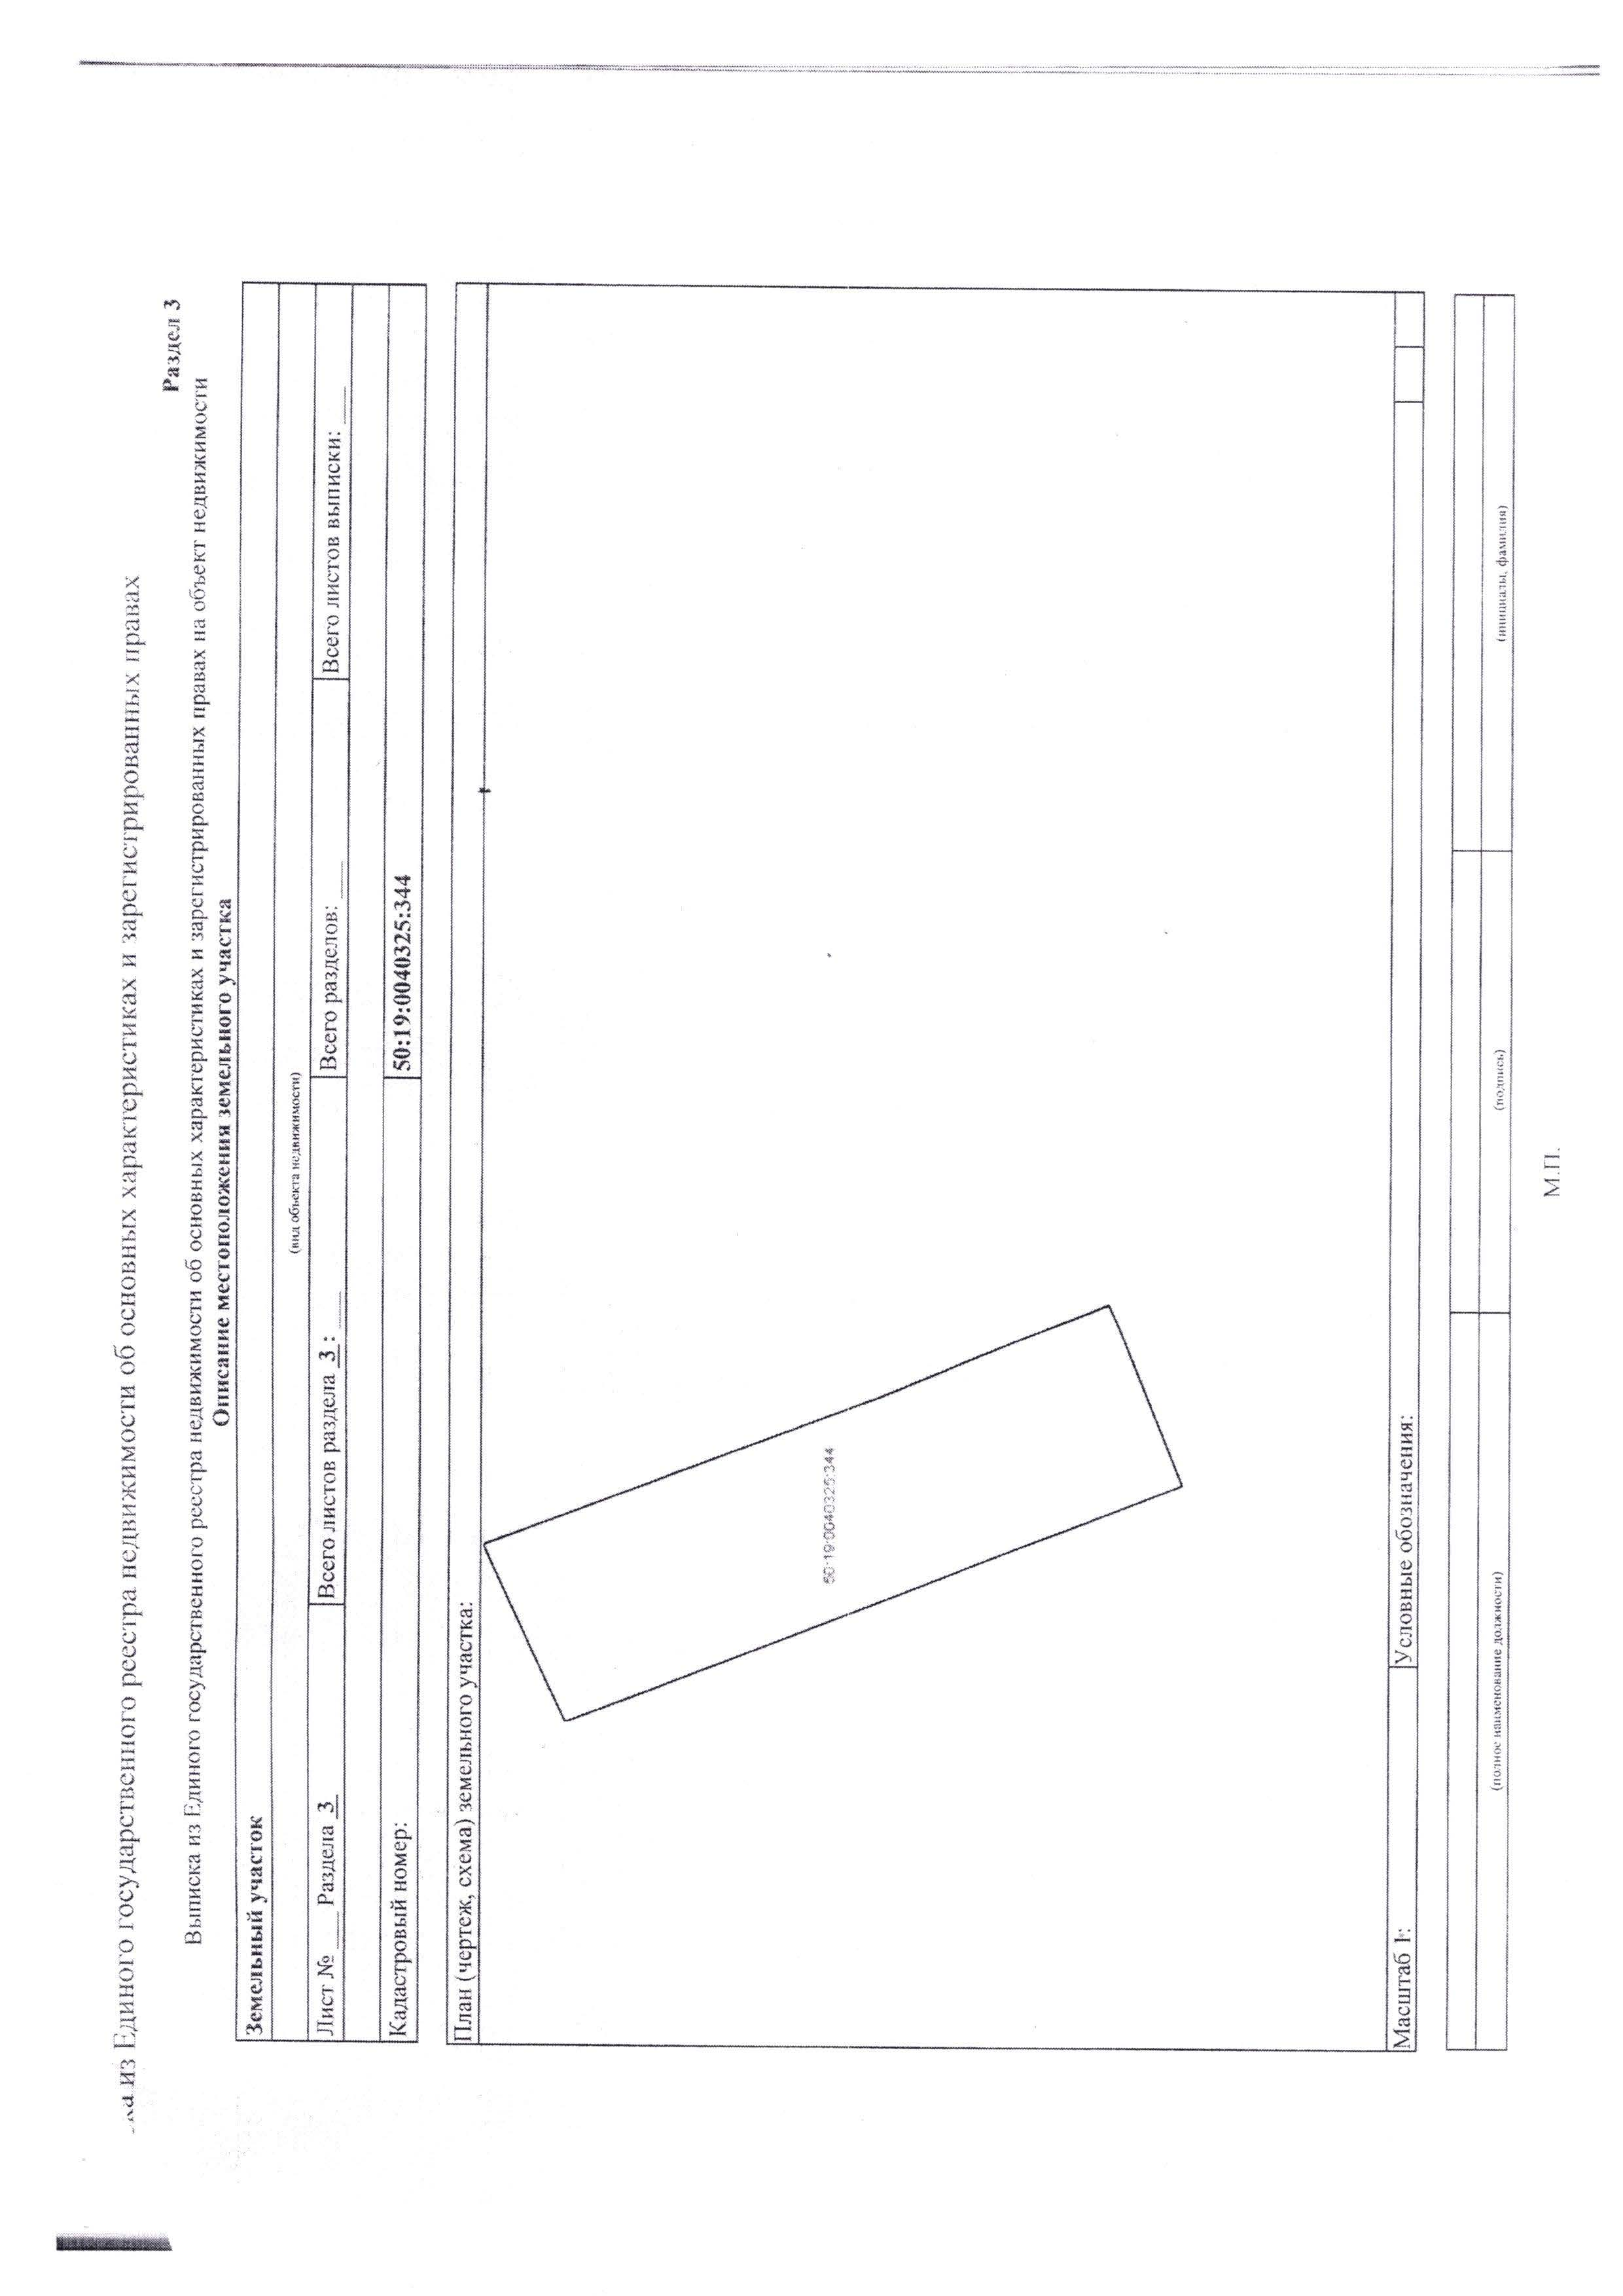 из Единого государственного реестра недвижимости об основных характеристиках и зарегистрированных правах
Раздел 3
Выписка из Единого государственного реестра недвижимости об основных характеристиках и зарегистрированных правах на объект недвижимости
Описание местоположения земельного участка
Земельный участок
(вид объекта недвижимости)
Лист № ___ Раздела 3 Всего листов раздела 3 : ___ Всего разделов: ___ Всего листов выписки: ___
Кадастровый номер: 50:19:0040325:344
План (чертеж, схема) земельного участка:
50:19:0040325:344
Масштаб 1: Условные обозначения:
(полное наименование должности) (подпись) (инициалы, фамилия)
М.П.